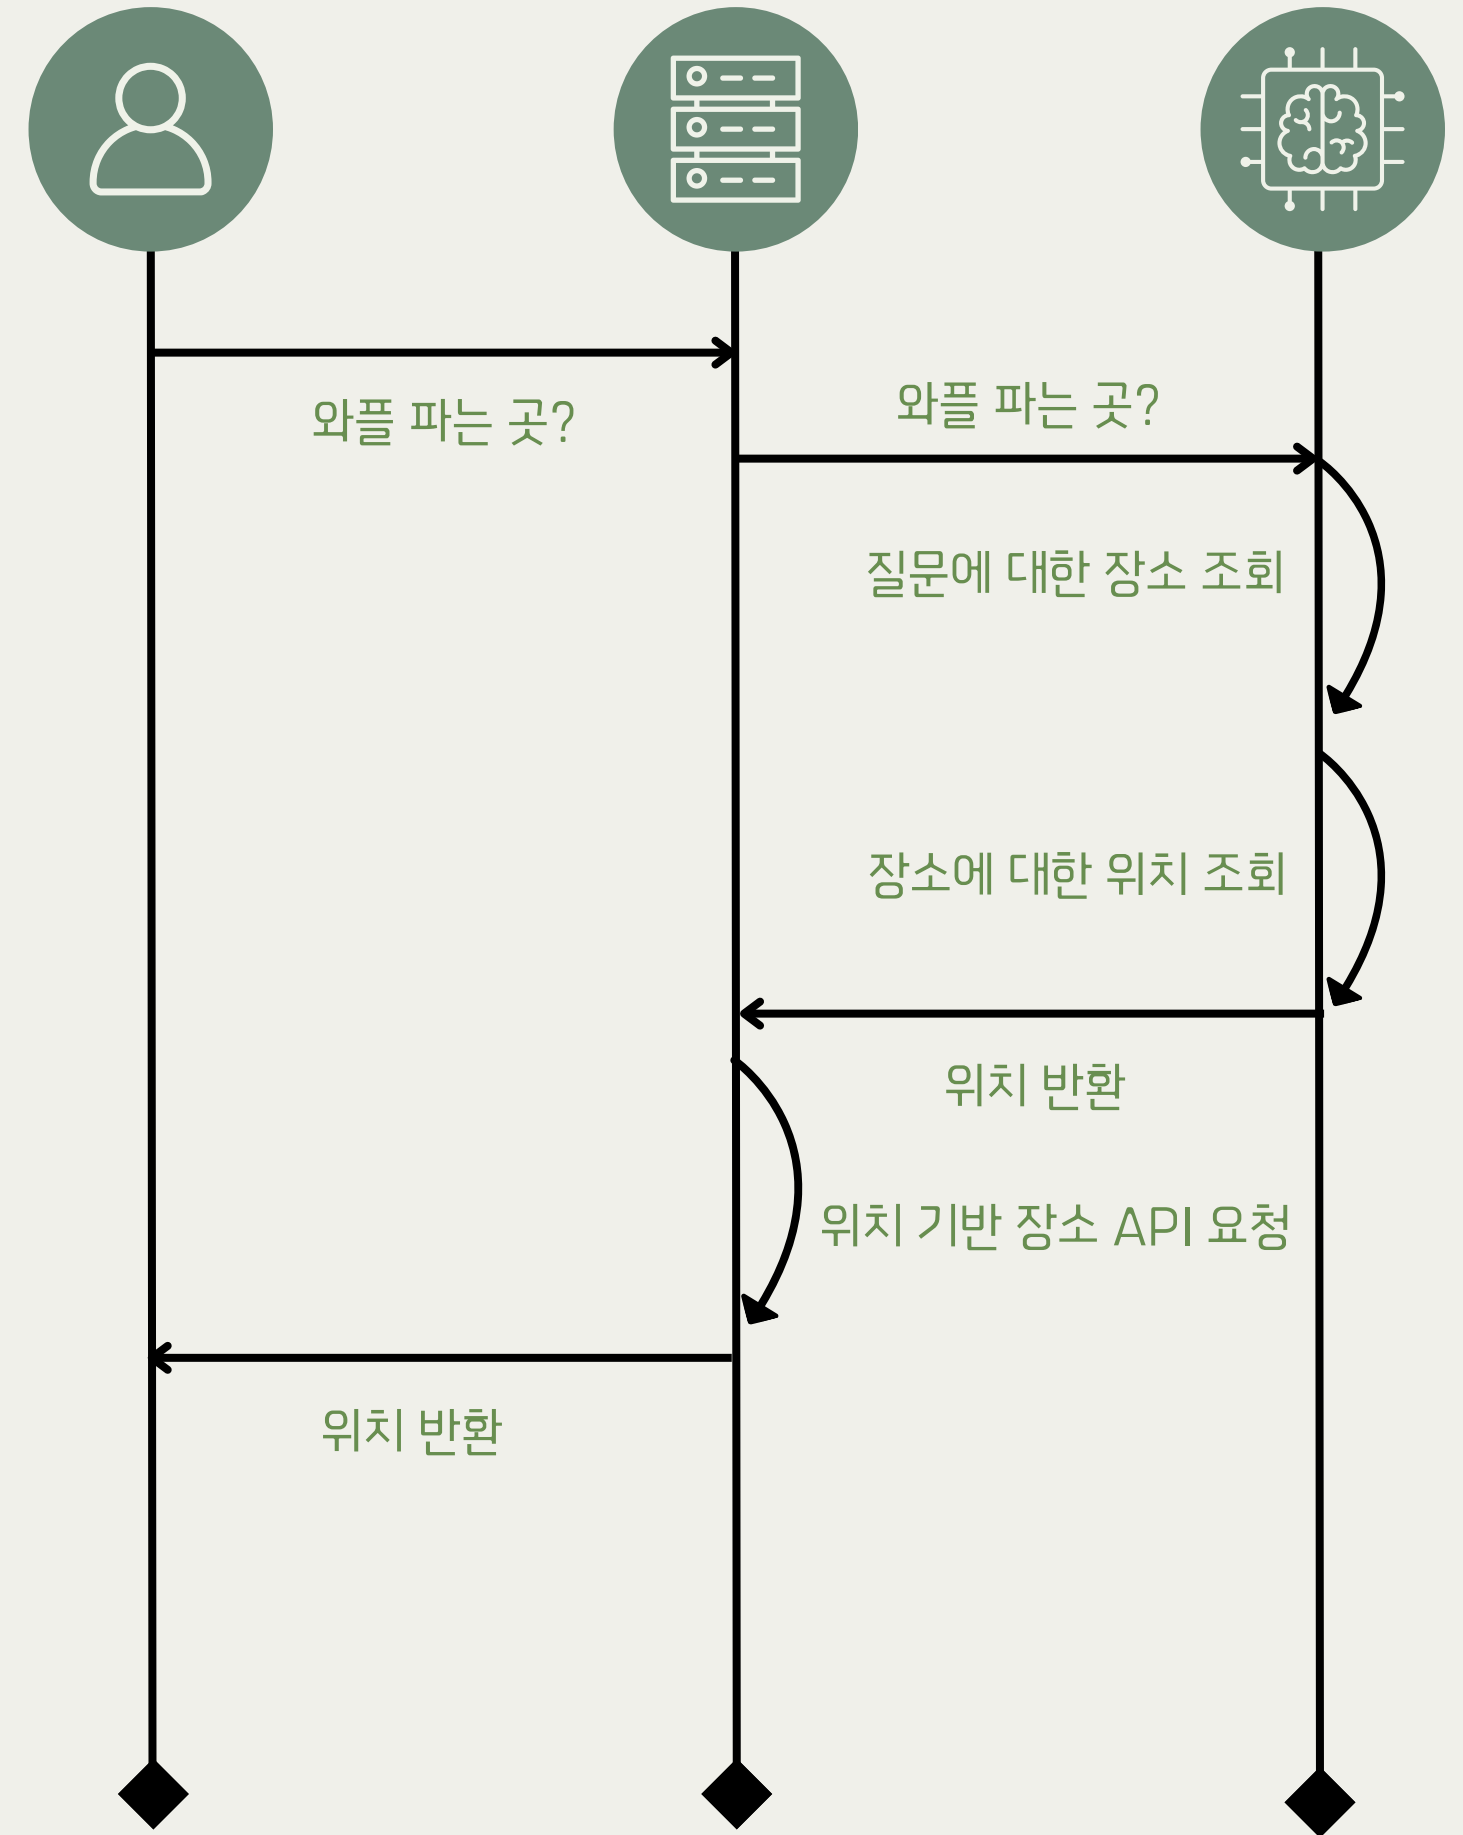 와플 파는 곳?
와플 파는 곳?
질문에 대한 장소 조회
장소에 대한 위치 조회
위치 반환
위치 기반 장소 API 요청
위치 반환